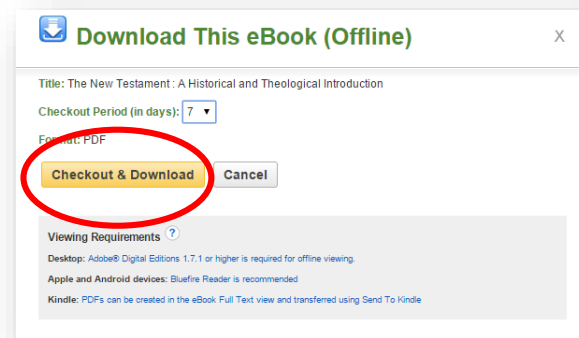 Download This eBook (Offline)
X
Title: The New Testament : A Historical and Theological Introduction
Checkout Period (in days): 7
Format: PDF
Checkout & Download Cancel
Viewing Requirements ?
Desktop: Adobe® Digital Editions 1.7.1 or higher is required for offline viewing.
Apple and Android devices: Bluefire Reader is recommended
Kindle: PDFs can be created in the eBook Full Text view and transferred using Send To Kindle